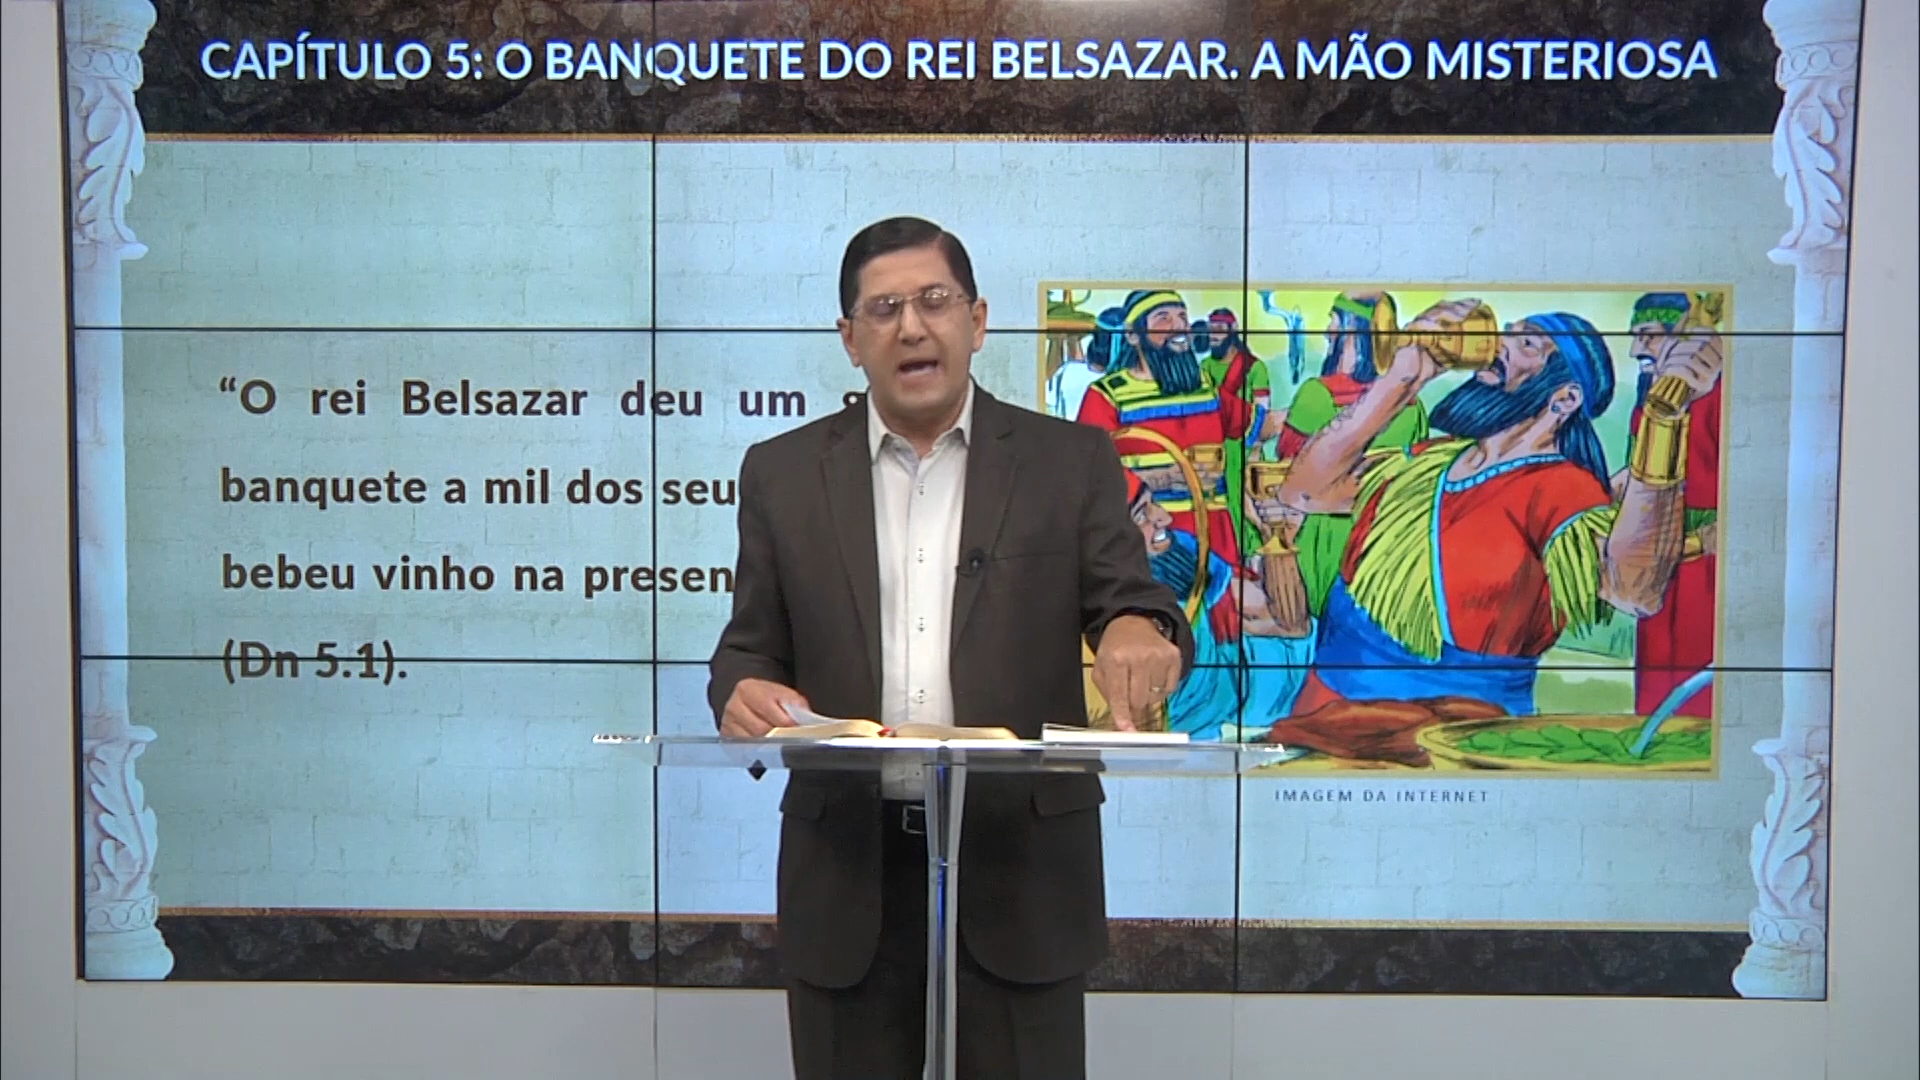 CAPÍTULO 5: O BANQUETE DO REI BELSAZAR. A MÃO MISTERIOSA
“O rei Belsazar deu um
banquete a mil dos seu
bebeu vinho na presen
(Dn 5.1).
IMAGEM DA INTERNET